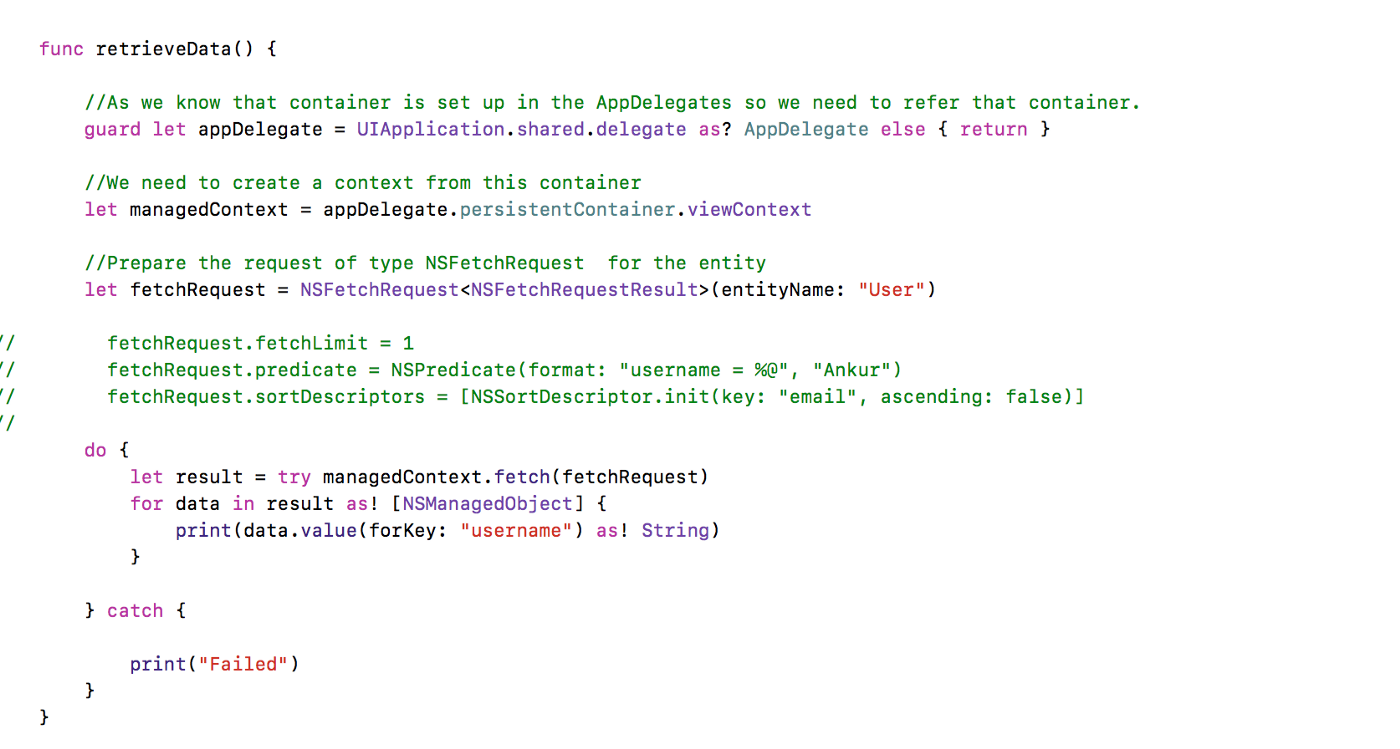 func retrieveData() {
//As we know that container is set up in the AppDelegates so we need to refer that container.
guard let appDelegate = UIApplication.shared.delegate as? AppDelegate else { return }
//We need to create a context from this container
let managedContext = appDelegate.persistentContainer.viewContext
//Prepare the request of type NSFetchRequest  for the entity
let fetchRequest = NSFetchRequest<NSFetchRequestResult>(entityName: "User")
//        fetchRequest.fetchLimit = 1
//        fetchRequest.predicate = NSPredicate(format: "username = %@", "Ankur")
//        fetchRequest.sortDescriptors = [NSSortDescriptor.init(key: "email", ascending: false)]
//
do {
let result = try managedContext.fetch(fetchRequest)
for data in result as! [NSManagedObject] {
print(data.value(forKey: "username") as! String)
}
} catch {
print("Failed")
}
}